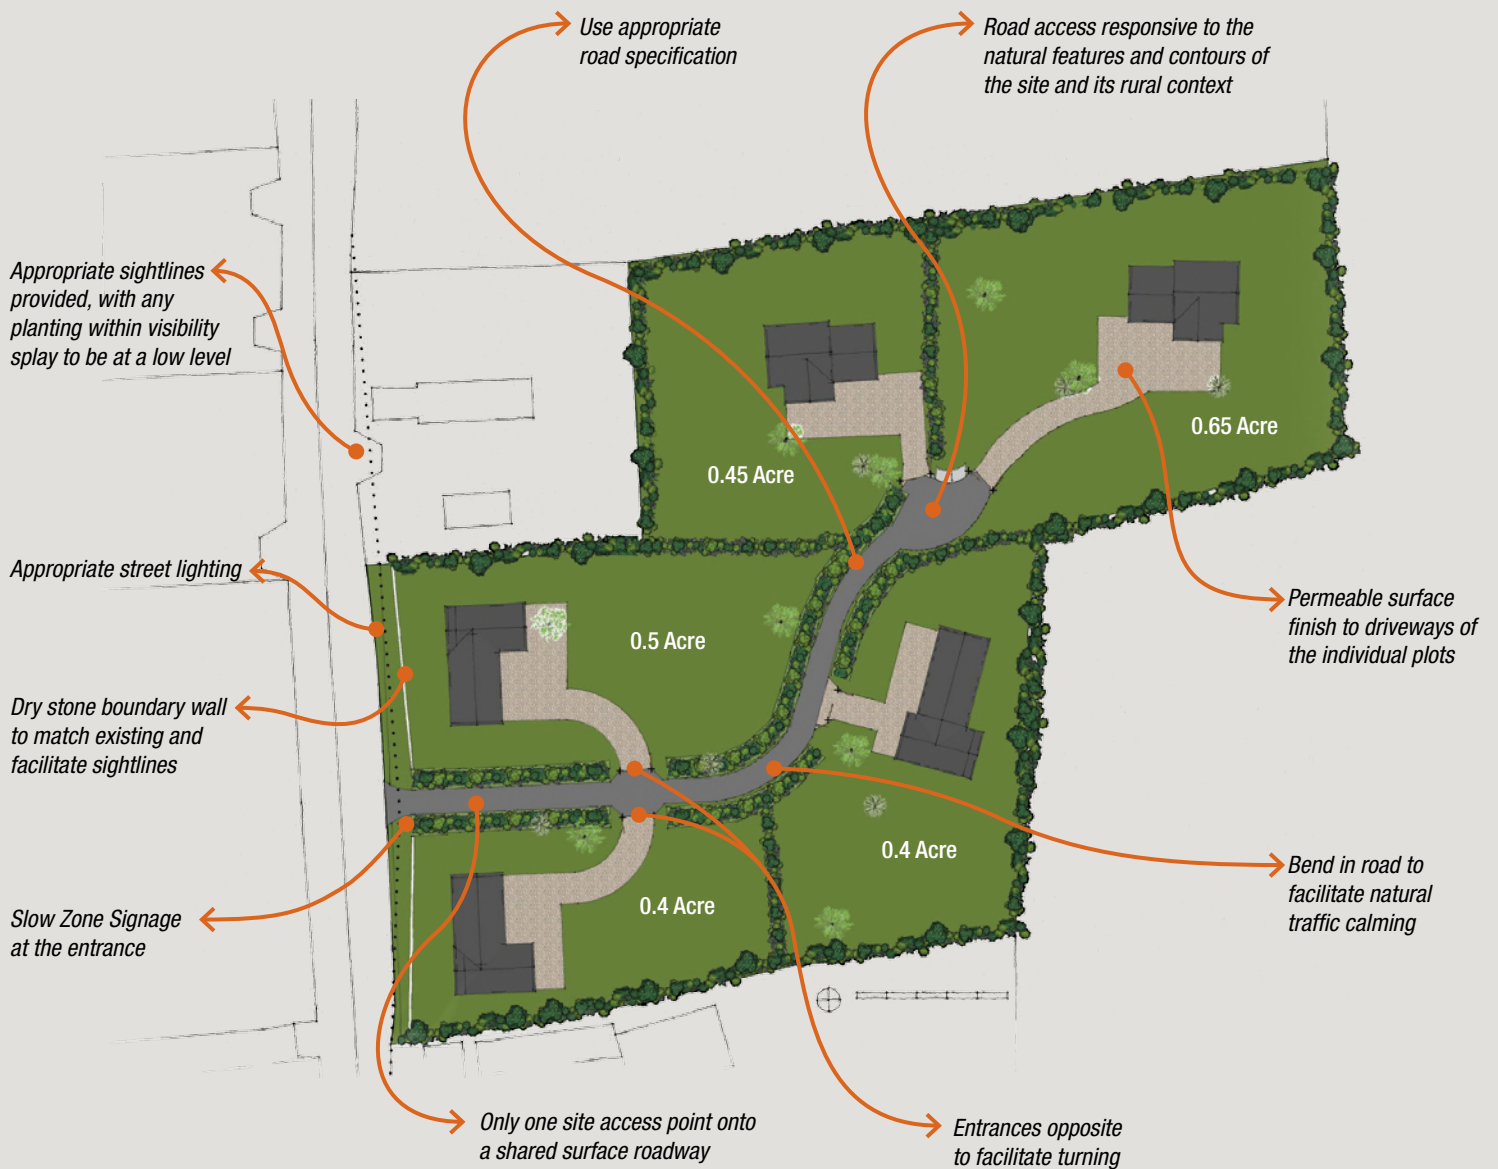 Use appropriate
road specification
Road access responsive to the
natural features and contours of
the site and its rural context
Appropriate sightlines
provided, with any
planting within visibility
splay to be at a low level
0.65 Acre
0.45 Acre
Appropriate street lighting
0.5 Acre
Permeable surface
finish to driveways of
the individual plots
Dry stone boundary wall
to match existing and
facilitate sightlines
0.4 Acre
0.4 Acre
Bend in road to
facilitate natural
traffic calming
Slow Zone Signage
at the entrance
Only one site access point onto
a shared surface roadway
Entrances opposite
to facilitate turning